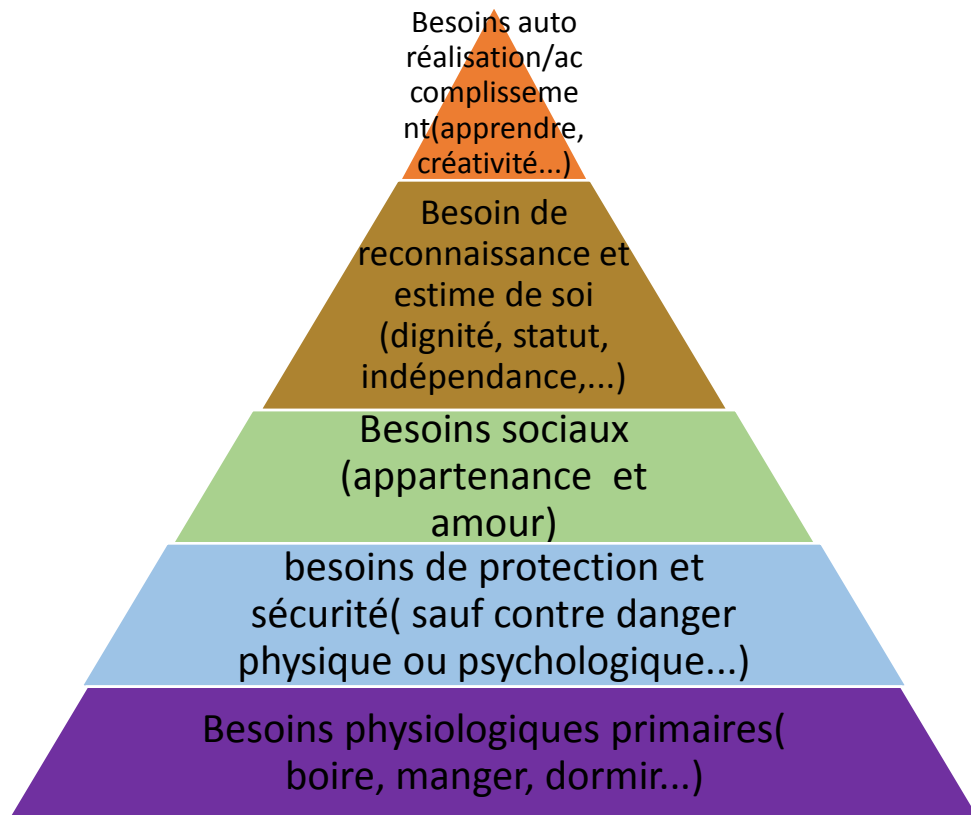 Besoins auto
réalisation/ac
complisseme
nt(apprendre,
créativité...)
Besoin de
reconnaissance et
estime de soi
(dignité, statut,
indépendance,...)
Besoins sociaux
(appartenance et
amour)
besoins de protection et
sécurité( sauf contre danger
physique ou psychologique...)
Besoins physiologiques primaires(
boire, manger, dormir...)